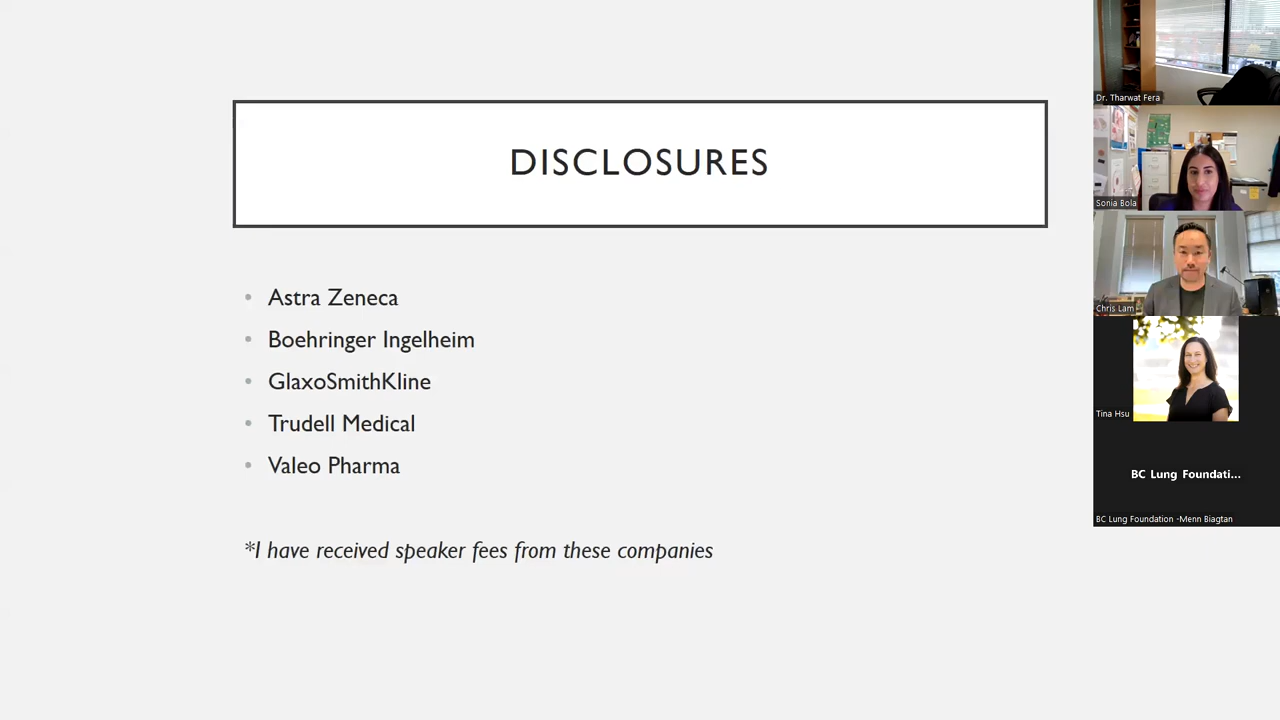 DISCLOSURES
Astra Zeneca
Boehringer Ingelheim
GlaxoSmithKline
Trudell Medical
Valeo Pharma
*I have received speaker fees from these companies
Dr. Tharwat Fera
Sonia Bola
Chris Lam
Tina Hsu
BC Lung Foundati...
BC Lung Foundation -Menn Biagtan